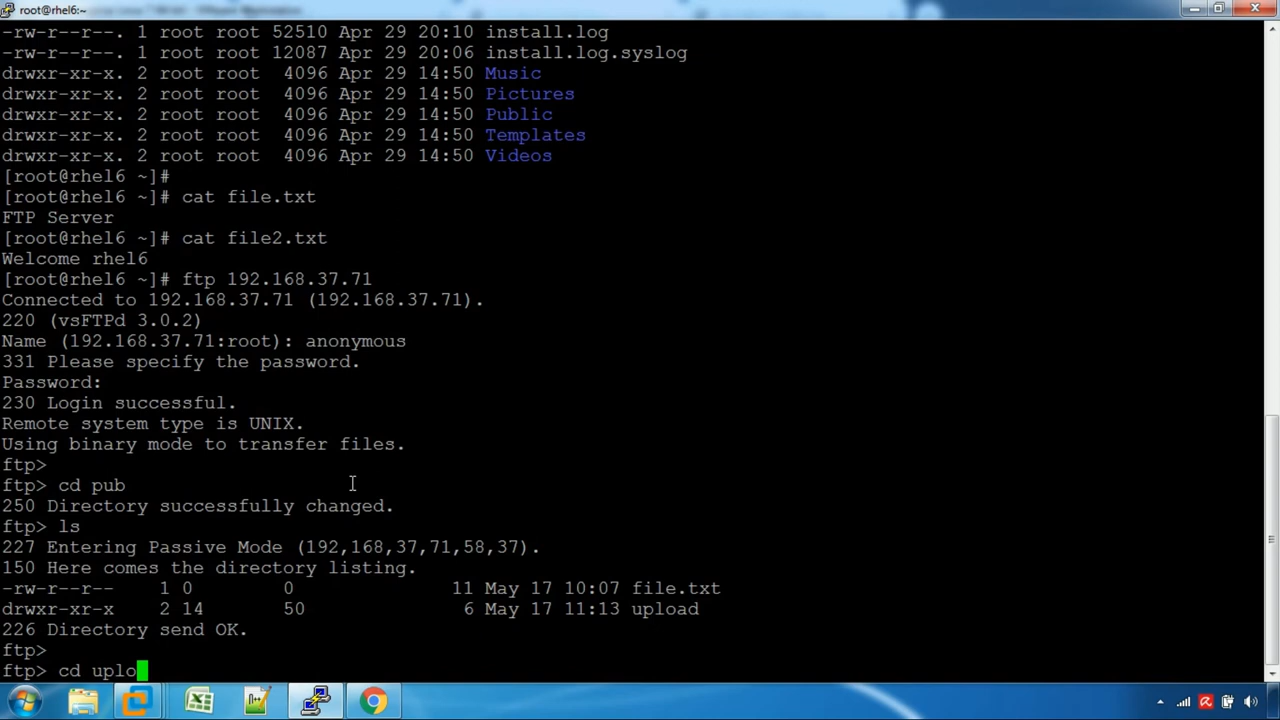 root@rhel6:~
-rw-r--r--. 1 root root 52510 Apr 29 20:10 install.log
-rw-r--r--. 1 root root 12087 Apr 29 20:06 install.log.syslog
drwxr-xr-x. 2 root root  4096 Apr 29 14:50 Music
drwxr-xr-x. 2 root root  4096 Apr 29 14:50 Pictures
drwxr-xr-x. 2 root root  4096 Apr 29 14:50 Public
drwxr-xr-x. 2 root root  4096 Apr 29 14:50 Templates
drwxr-xr-x. 2 root root  4096 Apr 29 14:50 Videos
[root@rhel6 ~]#
[root@rhel6 ~]# cat file.txt
FTP Server
[root@rhel6 ~]# cat file2.txt
Welcome rhel6
[root@rhel6 ~]# ftp 192.168.37.71
Connected to 192.168.37.71 (192.168.37.71).
220 (vsFTPd 3.0.2)
Name (192.168.37.71:root): anonymous
331 Please specify the password.
Password:
230 Login successful.
Remote system type is UNIX.
Using binary mode to transfer files.
ftp>
ftp> cd pub
250 Directory successfully changed.
ftp> ls
227 Entering Passive Mode (192,168,37,71,58,37).
150 Here comes the directory listing.
-rw-r--r--    1 0        0              11 May 17 10:07 file.txt
drwxr-xr-x    2 14       50              6 May 17 11:13 upload
226 Directory send OK.
ftp>
ftp> cd uplo